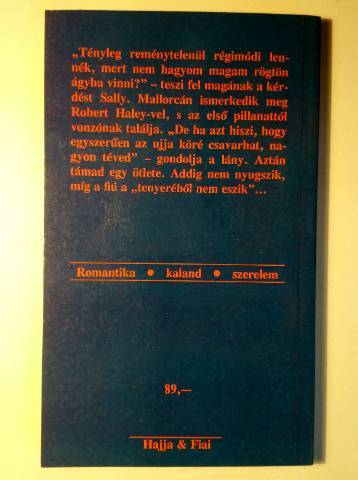 „Tényleg reménytelenül régimódi len-
nék, mert nem hagyom magam rögtön
ágyba vinni?” – teszi fel magának a kér-
dést Sally. Mallorcán ismerkedik meg
Robert Haley-vel, s az első pillanattól
vonzónak találja. „De ha azt hiszi, hogy
egyszerűen az ujja köré csavarhat, na-
gyon téved” – gondolja a lány. Aztán
támad egy ötlete. Addig nem nyugszik,
míg a fiú a „tenyeréből nem eszik”...
Romantika • kaland • szerelem
89,—
Hajja & Fiai